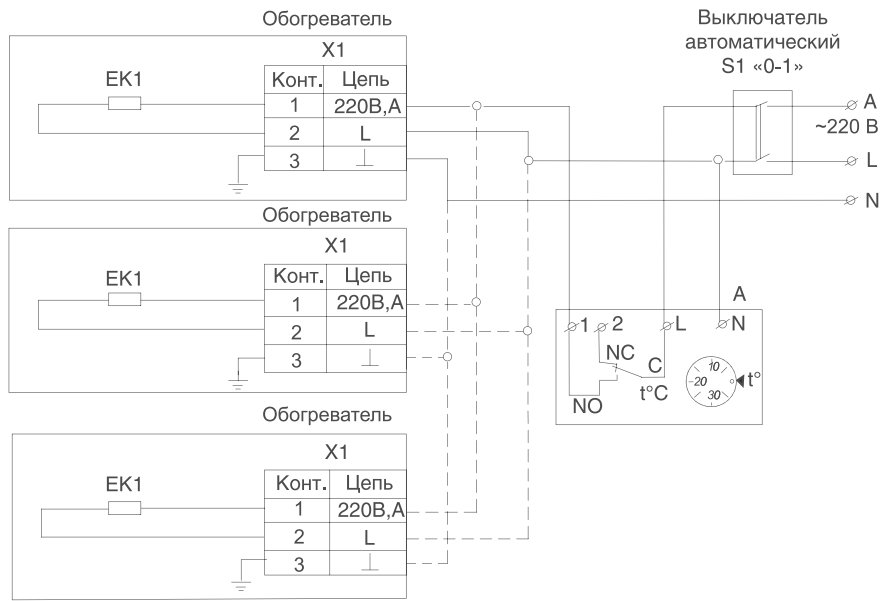 Обогреватель
X1
EK1
Конт. Цепь
1 220В,А
2 L
3 ⊥
Выключатель
автоматический
S1 «0-1»
A
~220 В
L
N
Обогреватель
X1
EK1
Конт. Цепь
1 220В,А
2 L
3 ⊥
A
1 2 L N
NC C
t°C
NO
10
20
30
t°
Обогреватель
X1
EK1
Конт. Цепь
1 220В,А
2 L
3 ⊥